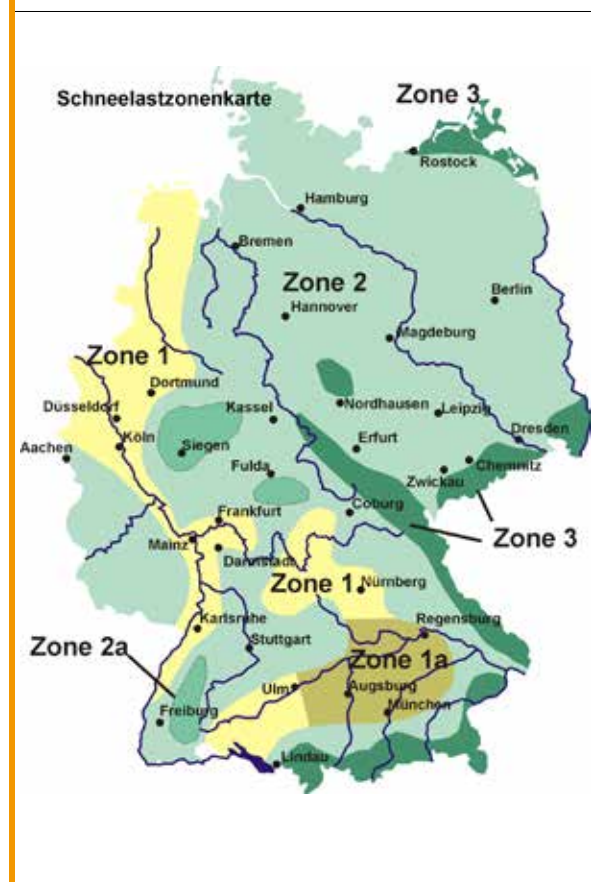 Schneelastzonenkarte
Zone 3
Rostock
Hamburg
Bremen
Zone 2
Berlin
Hannover
Magdeburg
Zone 1
Dortmund
Düsseldorf
Kassel
Nordhausen
Leipzig
Köln
Aachen
Siegen
Erfurt
Dresden
Fulda
Zwickau
Chemnitz
Frankfurt
Coburg
Zone 3
Mainz
Darmstadt
Zone 1
Nürnberg
Karlsruhe
Regensburg
Stuttgart
Zone 2a
Zone 1a
Ulm
Augsburg
Freiburg
München
Lindau